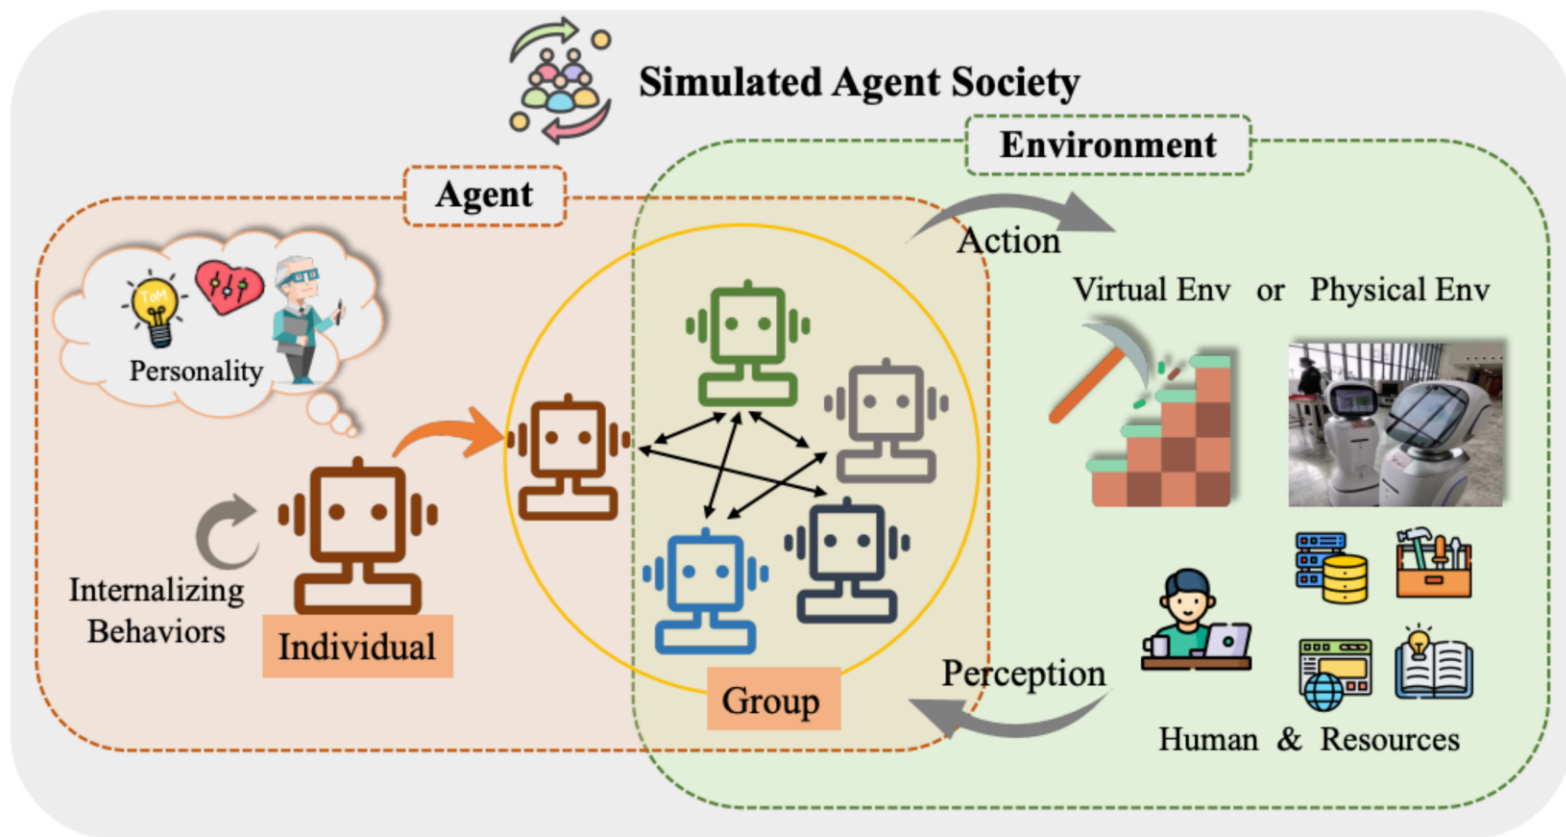 Simulated Agent Society
Environment
Agent
Action
Virtual Env or Physical Env
ToM
Personality
Internalizing
Behaviors
Individual
Group
Perception
Human & Resources